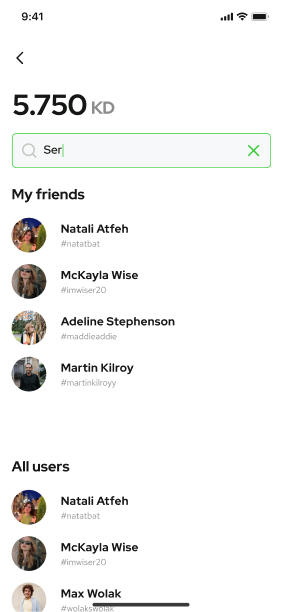 9:41
5.750 KD
Ser
My friends
Natali Atfeh
#natatbat
McKayla Wise
#imwiser20
Adeline Stephenson
#maddieaddie
Martin Kilroy
#martinkilroyy
All users
Natali Atfeh
#natatbat
McKayla Wise
#imwiser20
Max Wolak
#wolakswolak